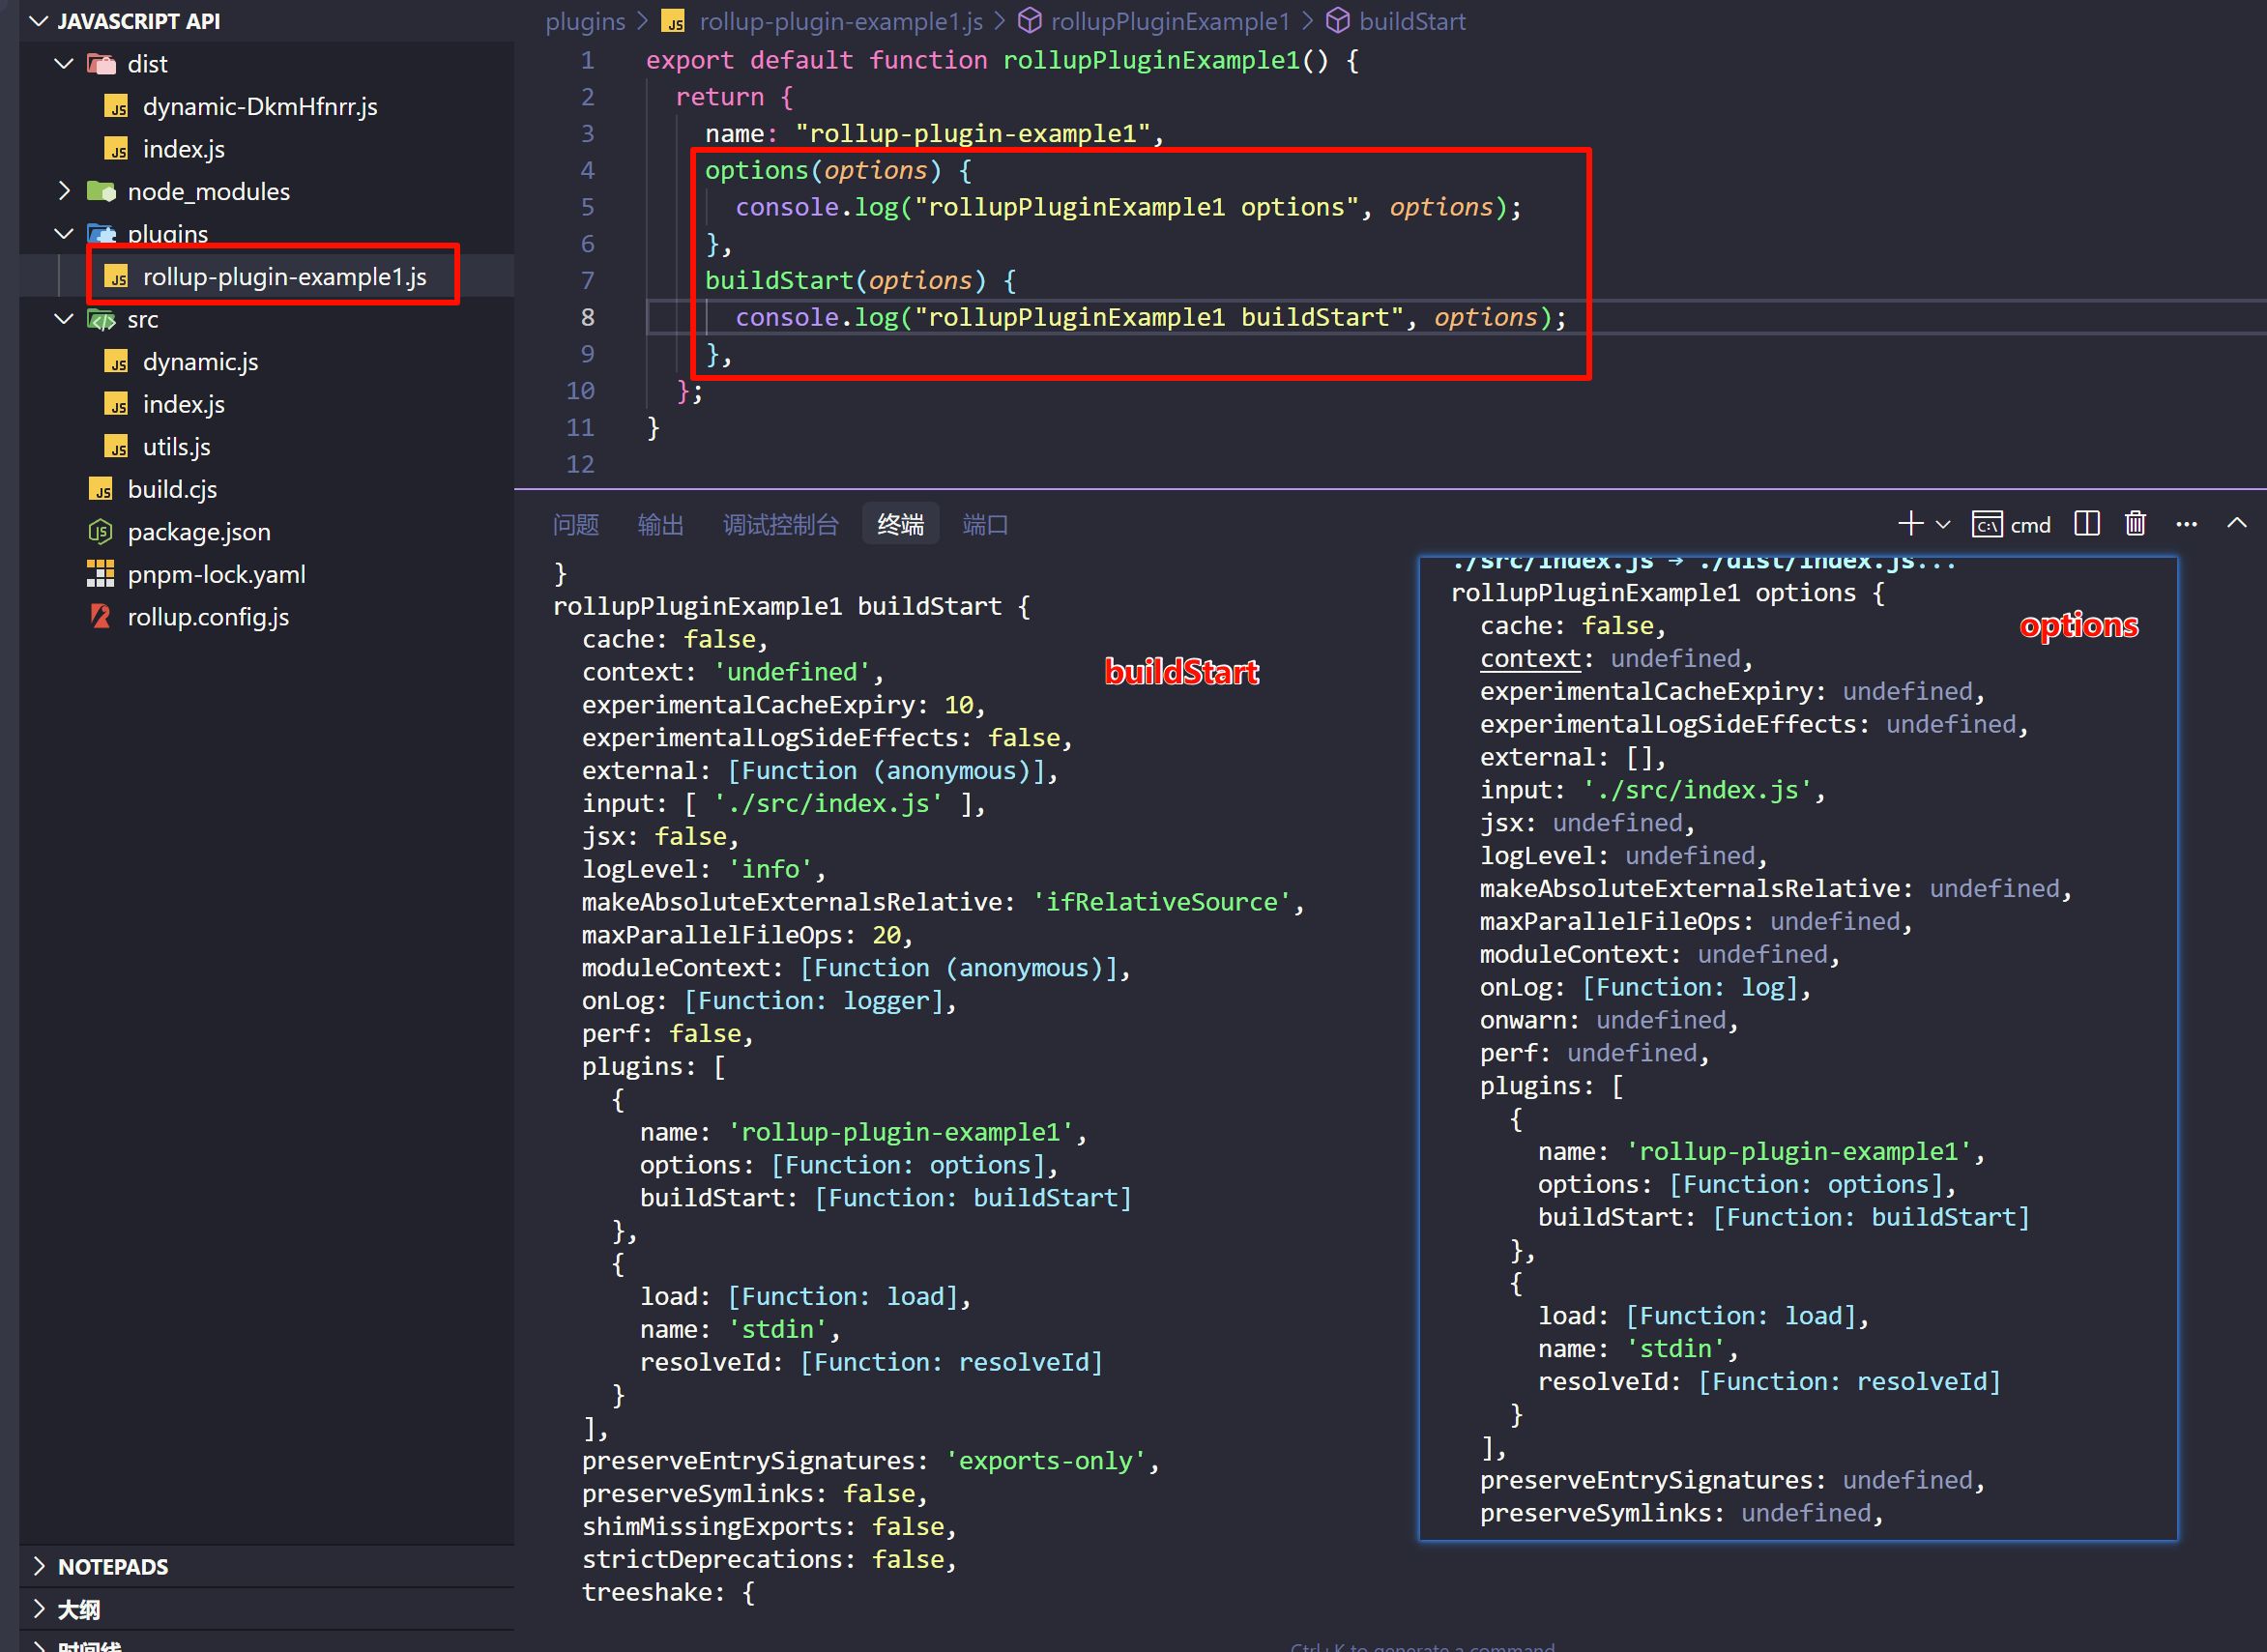 JAVASCRIPT API
dist
dynamic-DkmHfnrr.js
index.js
node_modules
plugins
rollup-plugin-example1.js
src
dynamic.js
index.js
utils.js
build.cjs
package.json
pnpm-lock.yaml
rollup.config.js
NOTEPADS
大纲
时间线
plugins > JS rollup-plugin-example1.js > rollupPluginExample1 > buildStart
1 export default function rollupPluginExample1() {
2 return {
3 name: "rollup-plugin-example1",
4 options(options) {
5 console.log("rollupPluginExample1 options", options);
6 },
7 buildStart(options) {
8 console.log("rollupPluginExample1 buildStart", options);
9 },
10 };
11 }
12
问题 输出 调试控制台 终端 端口 cmd
}
rollupPluginExample1 buildStart {
cache: false,
context: 'undefined',
experimentalCacheExpiry: 10,
experimentalLogSideEffects: false,
external: [Function (anonymous)],
input: [ './src/index.js' ],
jsx: false,
logLevel: 'info',
makeAbsoluteExternalsRelative: 'ifRelativeSource',
maxParallelFileOps: 20,
moduleContext: [Function (anonymous)],
onLog: [Function: logger],
perf: false,
plugins: [
{
name: 'rollup-plugin-example1',
options: [Function: options],
buildStart: [Function: buildStart]
},
{
load: [Function: load],
name: 'stdin',
resolveId: [Function: resolveId]
}
],
preserveEntrySignatures: 'exports-only',
preserveSymlinks: false,
shimMissingExports: false,
strictDeprecations: false,
treeshake: {
buildStart
./src/index.js → ./dist/index.js...
rollupPluginExample1 options {
cache: false,
context: undefined,
experimentalCacheExpiry: undefined,
experimentalLogSideEffects: undefined,
external: [],
input: './src/index.js',
jsx: undefined,
logLevel: undefined,
makeAbsoluteExternalsRelative: undefined,
maxParallelFileOps: undefined,
moduleContext: undefined,
onLog: [Function: log],
onwarn: undefined,
perf: undefined,
plugins: [
{
name: 'rollup-plugin-example1',
options: [Function: options],
buildStart: [Function: buildStart]
},
{
load: [Function: load],
name: 'stdin',
resolveId: [Function: resolveId]
}
],
preserveEntrySignatures: undefined,
preserveSymlinks: undefined,
options
Ctrl+K to generate a command